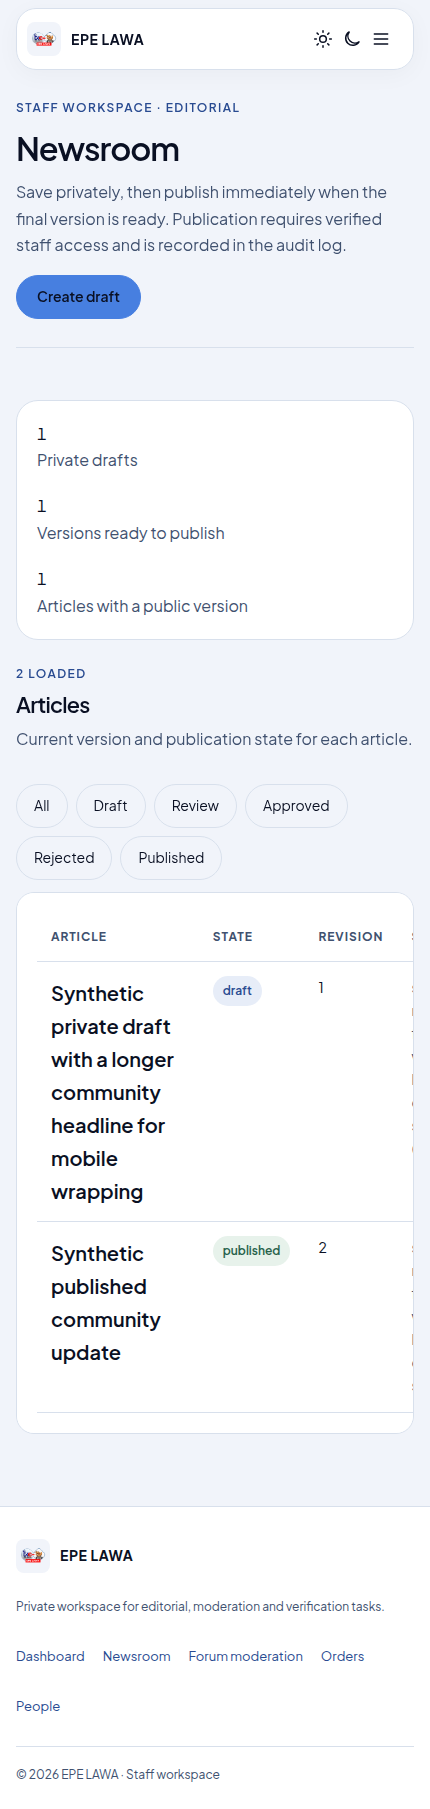 EPE LAWA
STAFF WORKSPACE · EDITORIAL
Newsroom
Save privately, then publish immediately when the
final version is ready. Publication requires verified
staff access and is recorded in the audit log.
Create draft
1
Private drafts
1
Versions ready to publish
1
Articles with a public version
2 LOADED
Articles
Current version and publication state for each article.
All Draft Review Approved
Rejected Published
ARTICLE STATE REVISION
Synthetic draft 1
private draft
with a longer
community
headline for
mobile
wrapping
Synthetic published 2
published
community
update
EPE LAWA
Private workspace for editorial, moderation and verification tasks.
Dashboard Newsroom Forum moderation Orders
People
© 2026 EPE LAWA · Staff workspace